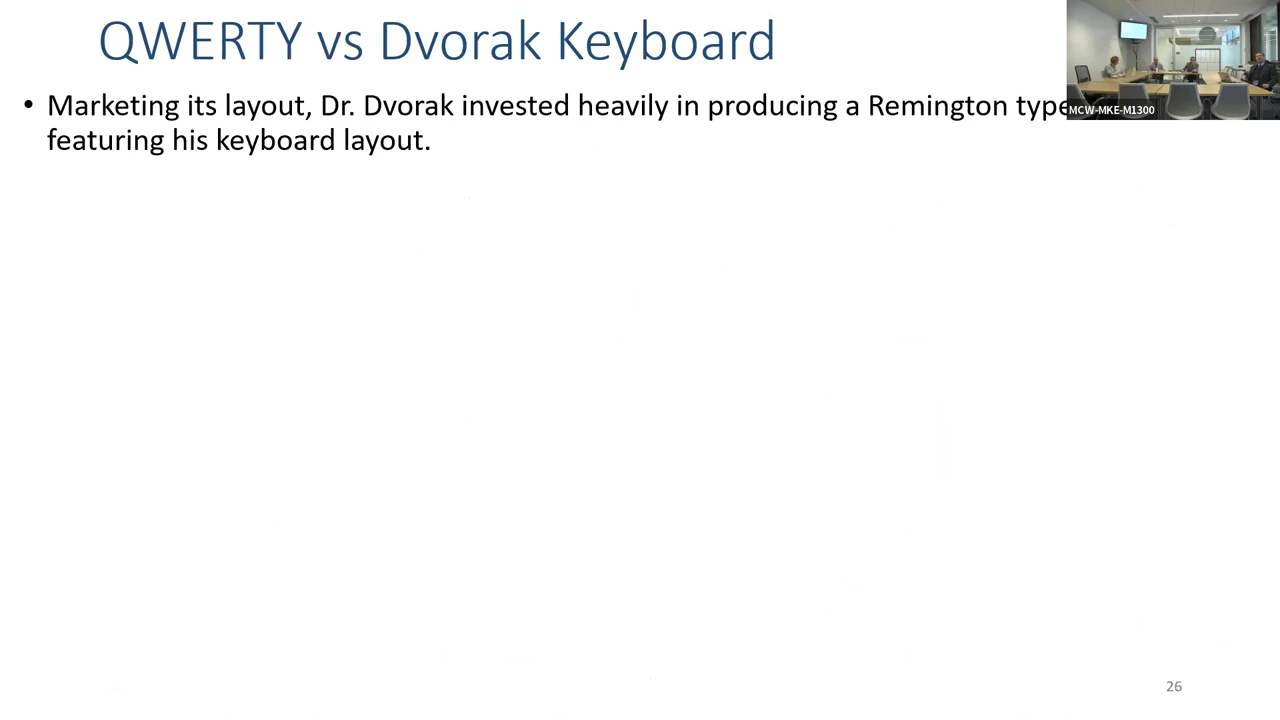 QWERTY vs Dvorak Keyboard
• Marketing its layout, Dr. Dvorak invested heavily in producing a Remington
featuring his keyboard layout.
MCW-MKE-M1300
26